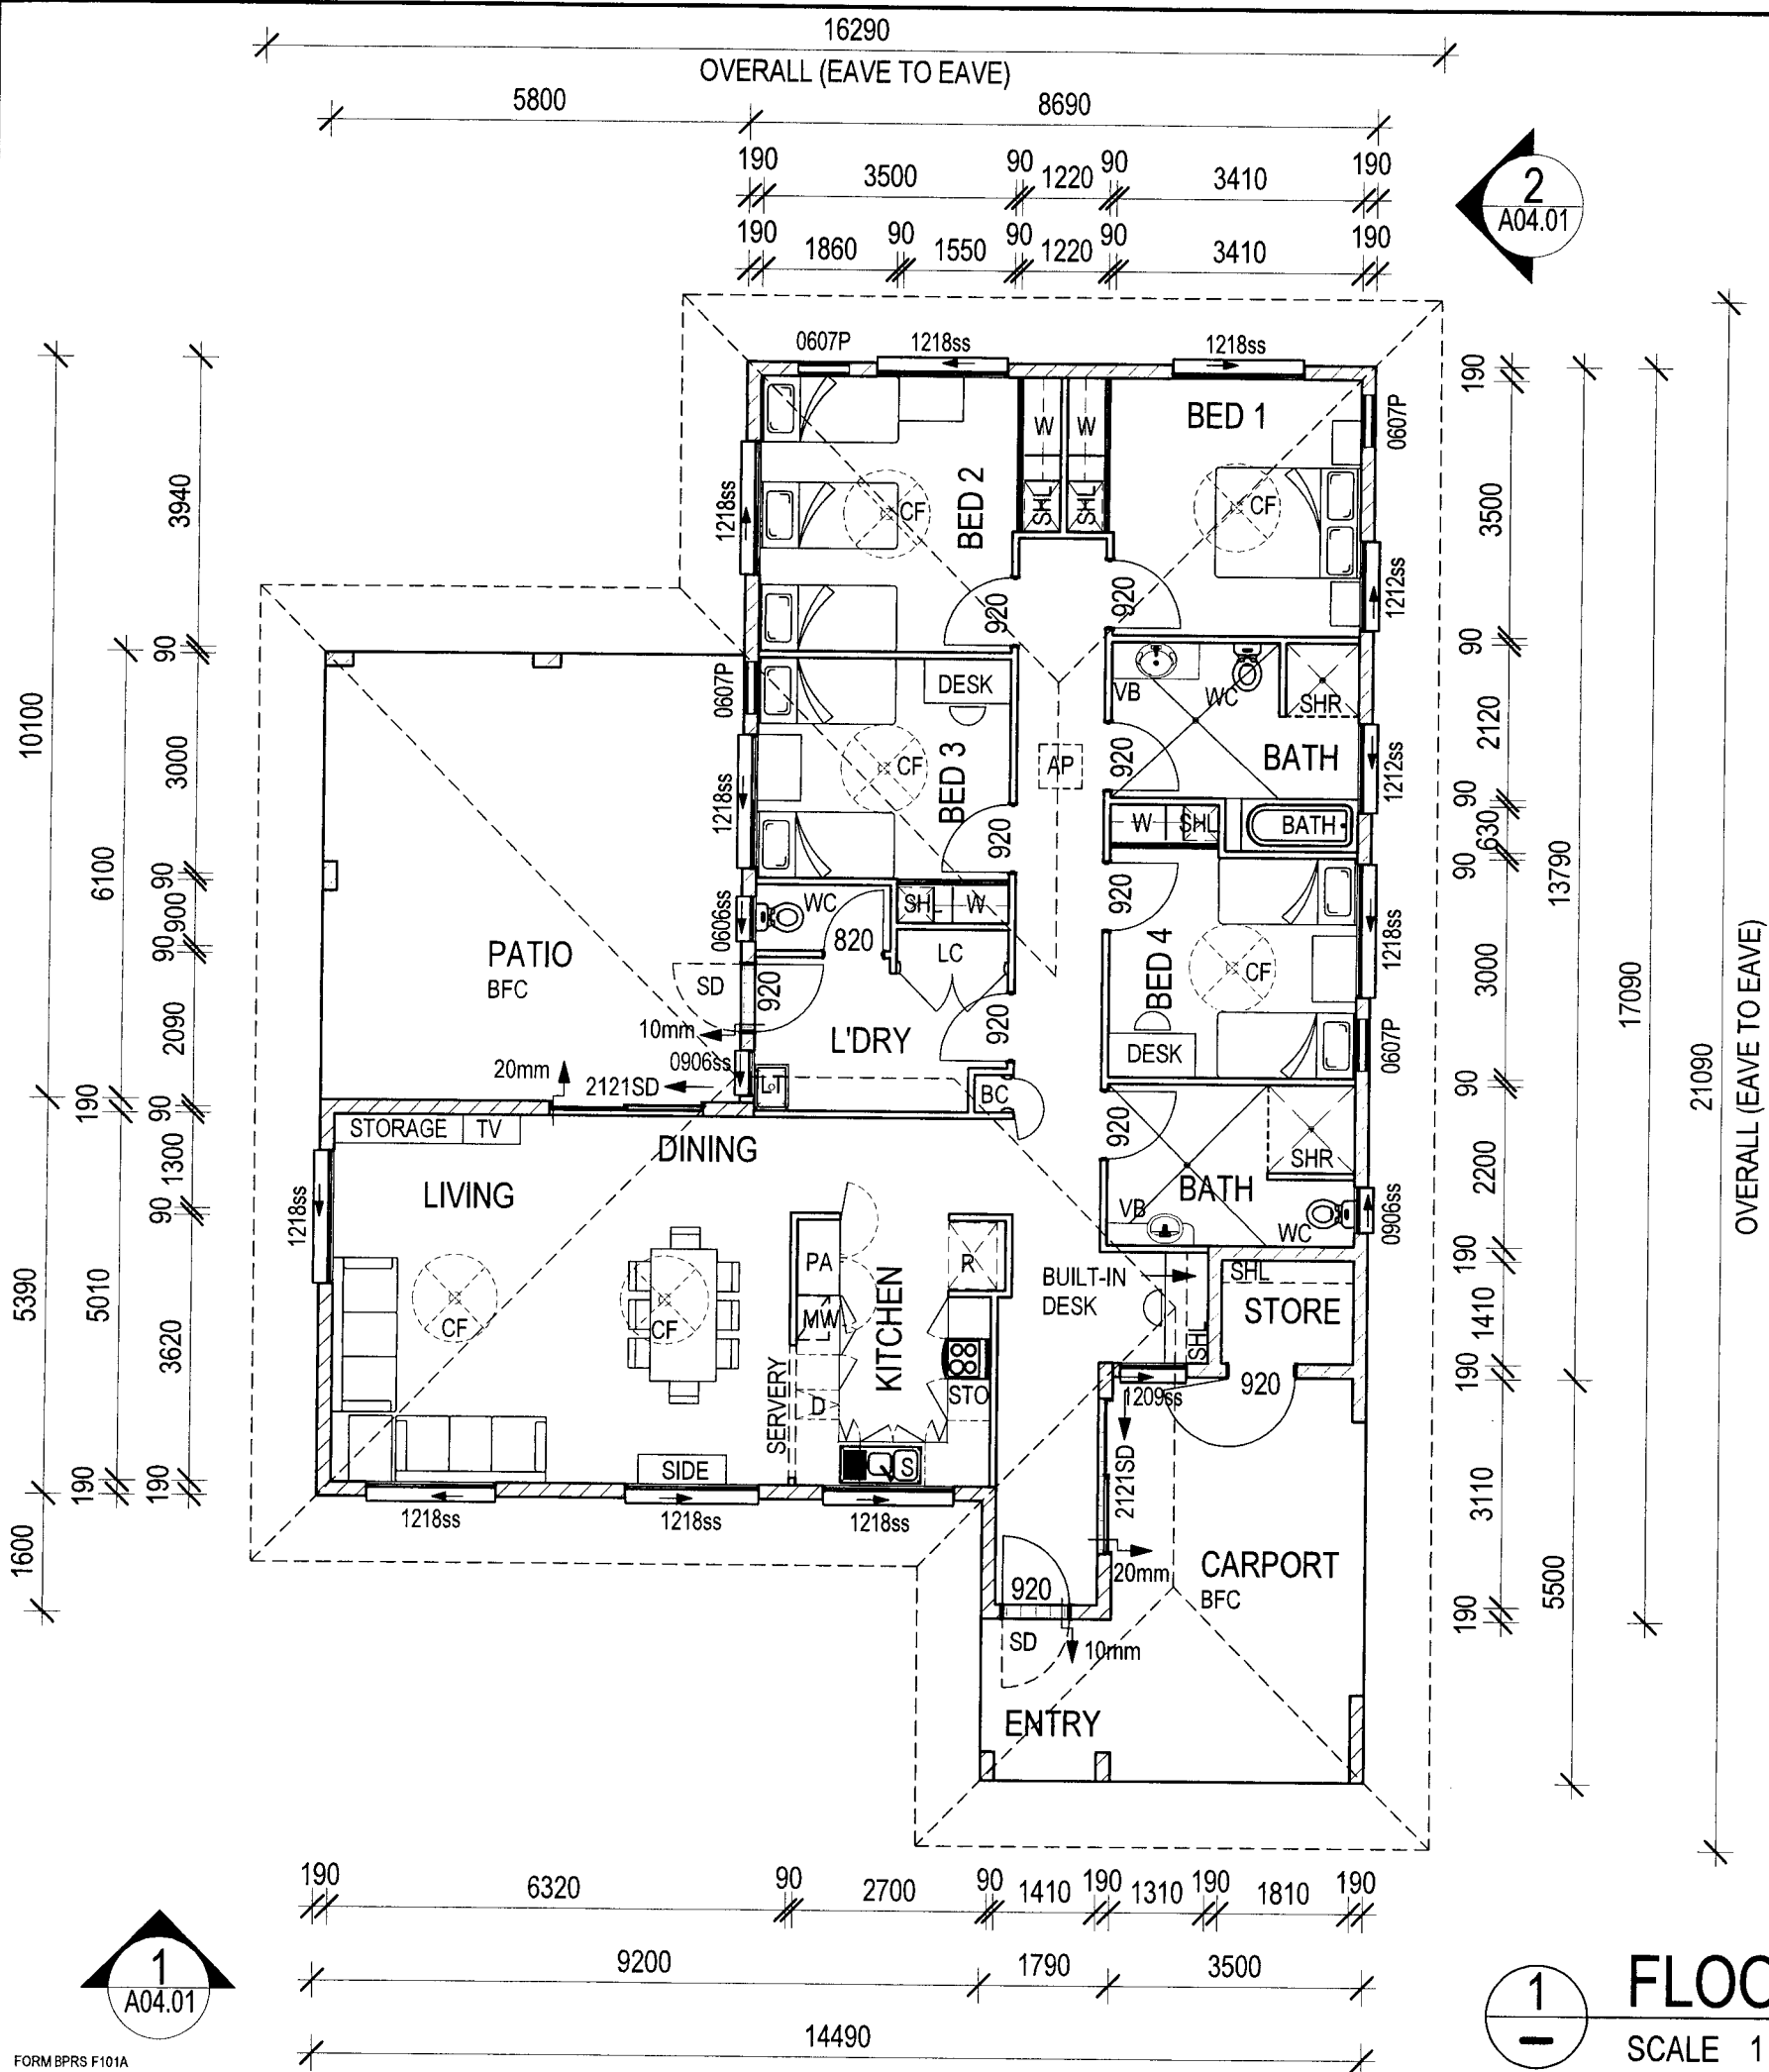 16290
OVERALL (EAVE TO EAVE)
5800 8690
190 3500 90 1220 90 3410 190
190 1860 90 1550 90 1220 90 3410 190
2
A04.01
0607P 1218ss 1218ss
BED 1
W W
SHL SHL
0607P
BED 2
CF CF
1218ss
920 920
1212ss
DESK
VB WC SHR
0607P
BED 3
CF
AP
920
BATH
1212ss
1218ss
W SHL BATH
920
WC
SHL W
920
0606ss
820
LC
BED 4
CF
1218ss
PATIO
BFC
SD
920
10mm
L'DRY
920
DESK
0607P
20mm
2121SD
0906ss
LT
BC
STORAGE TV
DINING
920
SHR
LIVING
BATH
VB
WC
0906ss
1218ss
PA
R
BUILT-IN
DESK
SHL
STORE
CF CF
MW
KITCHEN
SHL
SERVERY
D
STO
1209ss
920
SIDE
S
2121SD
1218ss 1218ss 1218ss
920
20mm
CARPORT
BFC
SD
10mm
ENTRY
10100
190
5390
1600
6100
190
5010
190
3940
90
3000
90
900
90
2090
90
1300
90
3620
190
190
3500
90
2120
90
630
90
3000
90
2200
190
1410
190
3110
190
13790
5500
17090
21090
OVERALL (EAVE TO EAVE)
190 6320 90 2700 90 1410 190 1310 190 1810 190
9200 1790 3500
14490
1
A04.01
1
FLOO
SCALE 1
FORM BPRS F101A